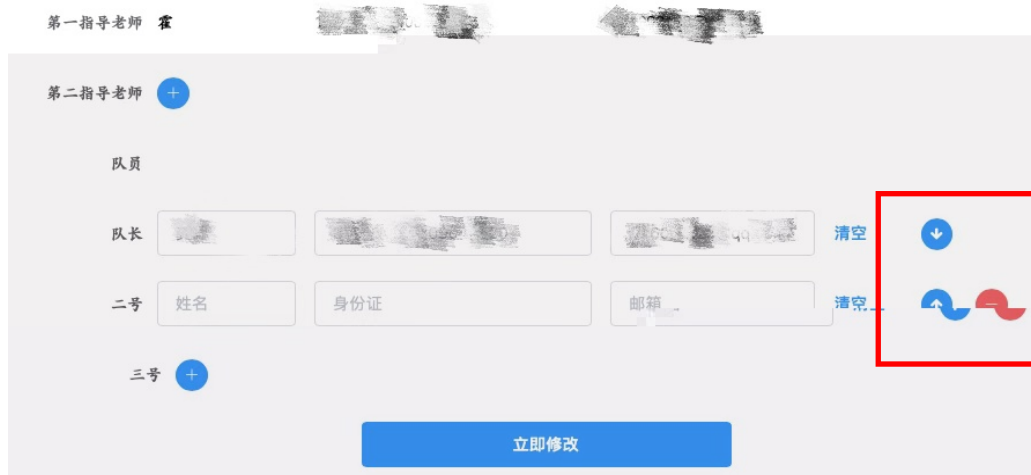 第一指导老师 霍
第二指导老师
队员
队长 清空
二号 姓名 身份证 邮箱 清空
三号
立即修改